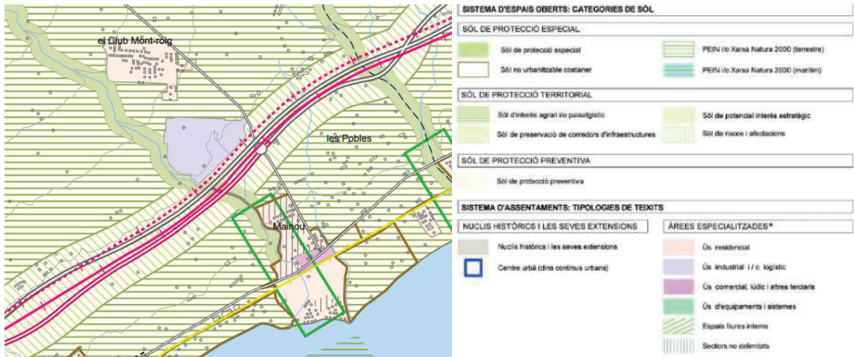 el Club Mont-roig
les Pobles
Mainou
SISTEMA D'ESPAIS OBERTS: CATEGORIES DE SÒL
SÒL DE PROTECCIÓ ESPECIAL
Sòl de protecció especial
PEIN i/o Xarxa Natura 2000 (terrestre)
Sòl no urbanitzable costaner
PEIN i/o Xarxa Natura 2000 (marítim)
SÒL DE PROTECCIÓ TERRITORIAL
Sòl d'interès agrari i/o paisatgístic
Sòl de potencial interès estratègic
Sòl de preservació de corredors d'infraestructures
Sòl de riscos i afectacions
SÒL DE PROTECCIÓ PREVENTIVA
Sòl de protecció preventiva
SISTEMA D'ASSENTAMENTS: TIPOLOGIES DE TEIXITS
NUCLIS HISTÒRICS I LES SEVES EXTENSIONS
ÀREES ESPECIALITZADES*
Nuclis històrics i les seves extensions
Ús residencial
Centre urbà (dins continus urbans)
Ús industrial i/o logístic
Ús comercial, lúdic i altres terciaris
Ús d'equipaments i sistemes
Espais lliures interns
Sectors no delimitats